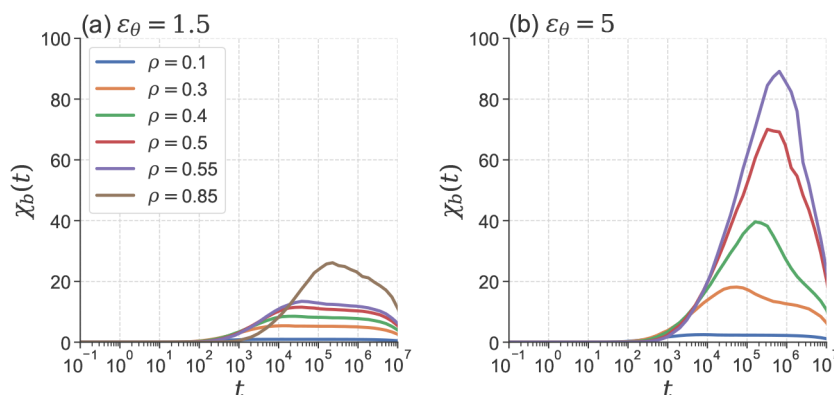 (a) εθ = 1.5
100
80
60
40
20
0
χb(t)
ρ = 0.1
ρ = 0.3
ρ = 0.4
ρ = 0.5
ρ = 0.55
ρ = 0.85
10⁻¹ 10⁰ 10¹ 10² 10³ 10⁴ 10⁵ 10⁶ 10⁷
t
(b) εθ = 5
100
80
60
40
20
0
χb(t)
10⁻¹ 10⁰ 10¹ 10² 10³ 10⁴ 10⁵ 10⁶ 10
t